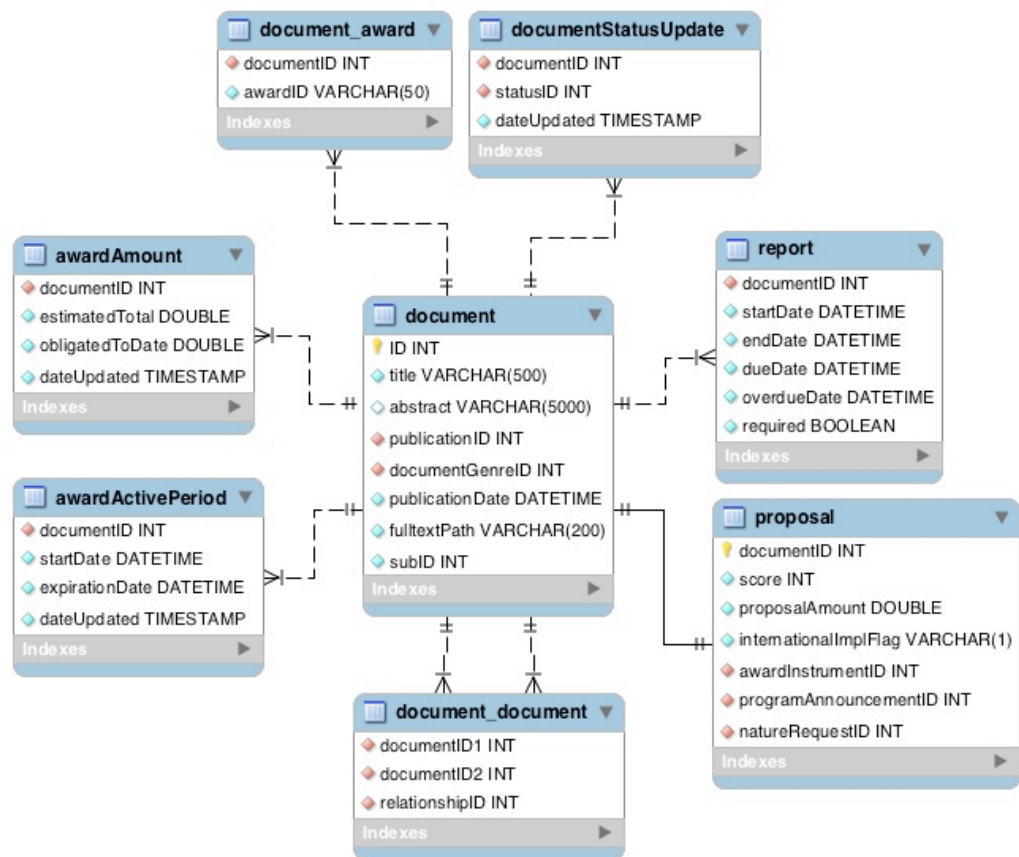 document_award
documentID INT
awardID VARCHAR(50)
Indexes
documentStatusUpdate
documentID INT
statusID INT
dateUpdated TIMESTAMP
Indexes
awardAmount
documentID INT
estimatedTotal DOUBLE
obligatedToDate DOUBLE
dateUpdated TIMESTAMP
Indexes
document
ID INT
title VARCHAR(500)
abstract VARCHAR(5000)
publicationID INT
documentGenreID INT
publicationDate DATETIME
fulltextPath VARCHAR(200)
subID INT
Indexes
report
documentID INT
startDate DATETIME
endDate DATETIME
dueDate DATETIME
overdueDate DATETIME
required BOOLEAN
Indexes
awardActivePeriod
documentID INT
startDate DATETIME
expirationDate DATETIME
dateUpdated TIMESTAMP
Indexes
proposal
documentID INT
score INT
proposalAmount DOUBLE
internationalImplFlag VARCHAR(1)
awardInstrumentID INT
programAnnouncementID INT
natureRequestID INT
Indexes
document_document
documentID1 INT
documentID2 INT
relationshipID INT
Indexes